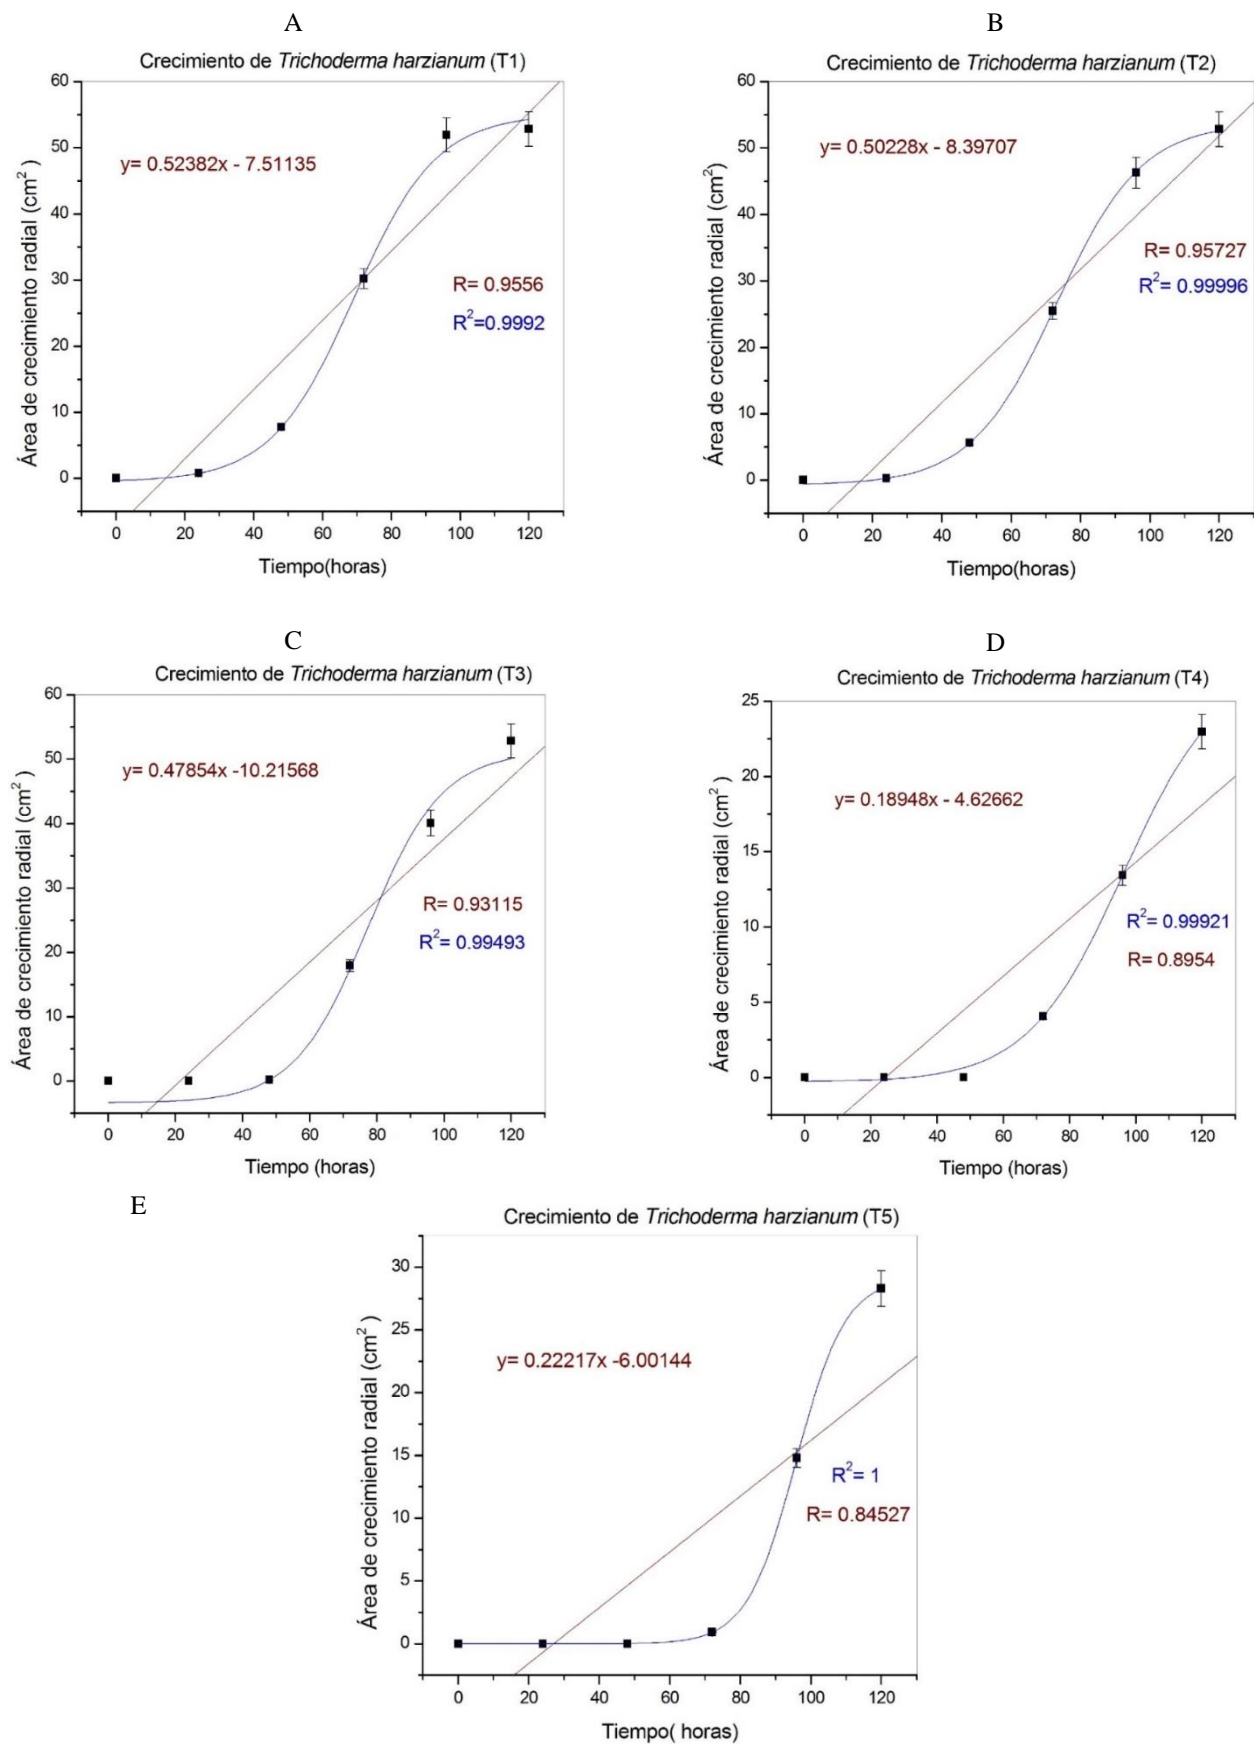 A
Crecimiento de Trichoderma harzianum (T1)
60
50
40
30
20
10
0
Área de crecimiento radial (cm²)
y= 0.52382x - 7.51135
R= 0.9556
R²=0.9992
0 20 40 60 80 100 120
Tiempo(horas)
B
Crecimiento de Trichoderma harzianum (T2)
60
50
40
30
20
10
0
Área de crecimiento radial (cm²)
y= 0.50228x - 8.39707
R= 0.95727
R²= 0.99996
0 20 40 60 80 100 120
Tiempo(horas)
C
Crecimiento de Trichoderma harzianum (T3)
60
50
40
30
20
10
0
Área de crecimiento radial (cm² )
y= 0.47854x -10.21568
R= 0.93115
R²= 0.99493
0 20 40 60 80 100 120
Tiempo (horas)
D
Crecimiento de Trichoderma harzianum (T4)
25
20
15
10
5
0
Área de crecimiento radial (cm² )
y= 0.18948x - 4.62662
R²= 0.99921
R= 0.8954
0 20 40 60 80 100 120
Tiempo (horas)
E
Crecimiento de Trichoderma harzianum (T5)
30
25
20
15
10
5
0
Área de crecimiento radial (cm² )
y= 0.22217x -6.00144
R²= 1
R= 0.84527
0 20 40 60 80 100 120
Tiempo( horas)